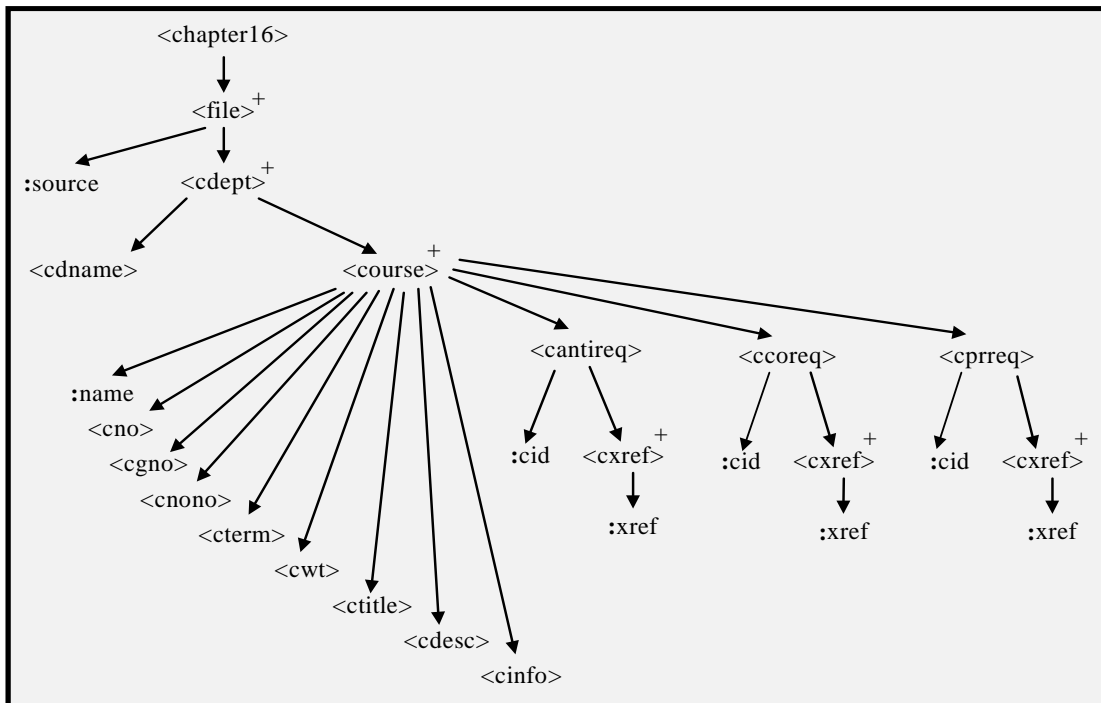 <chapter16>
<file>+
:source
<cdept>+
<cdname>
<course>+
<cantireq>
<ccoreq>
<cprreq>
:name
<cno>
<cgno>
<cnono>
<cterm>
<cwt>
<ctitle>
<cdesc>
<cinfo>
:cid
<cxref>+
:xref
:cid
<cxref>+
:xref
:cid
<cxref>+
:xref